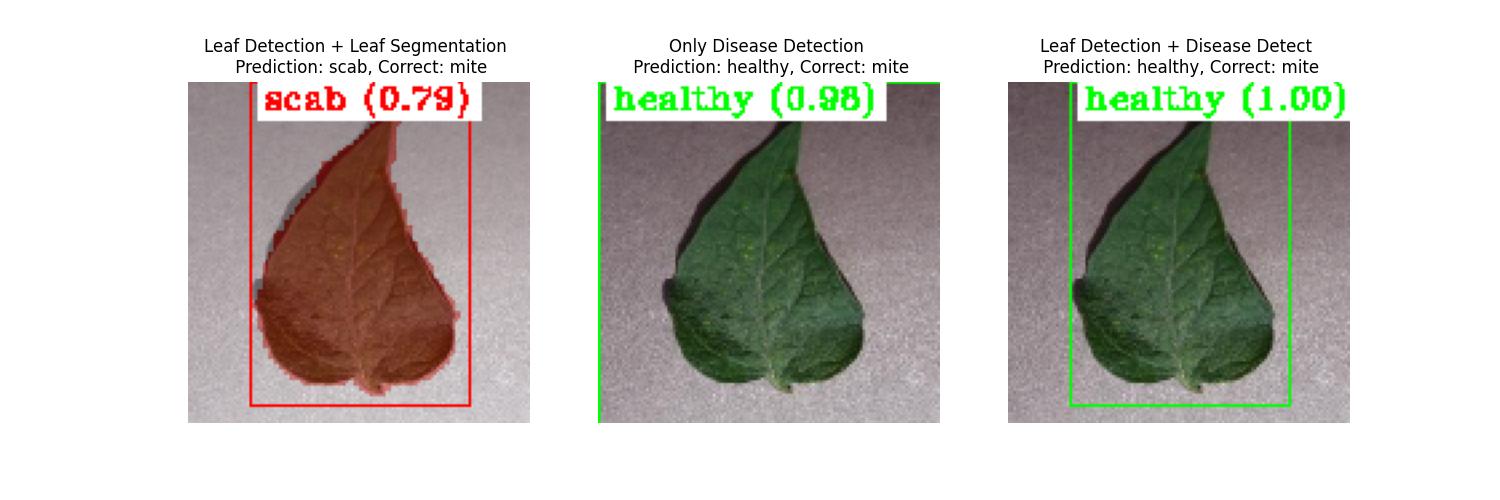 Leaf Detection + Leaf Segmentation
Prediction: scab, Correct: mite
scab (0.79)
Only Disease Detection
Prediction: healthy, Correct: mite
healthy (0.98)
Leaf Detection + Disease Detect
Prediction: healthy, Correct: mite
healthy (1.00)